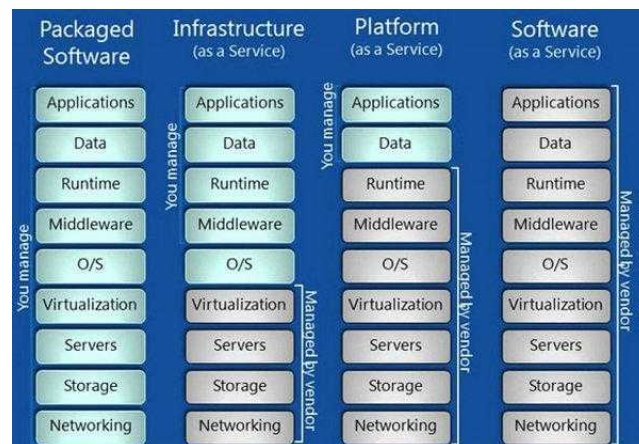 Packaged
Software
You manage
Applications
Data
Runtime
Middleware
O/S
Virtualization
Servers
Storage
Networking
Infrastructure
(as a Service)
You manage
Applications
Data
Runtime
Middleware
O/S
Virtualization
Servers
Storage
Networking
Managed by vendor
Platform
(as a Service)
You manage
Applications
Data
Runtime
Middleware
O/S
Virtualization
Servers
Storage
Networking
Managed by vendor
Software
(as a Service)
Applications
Data
Runtime
Middleware
O/S
Virtualization
Servers
Storage
Networking
Managed by vendor